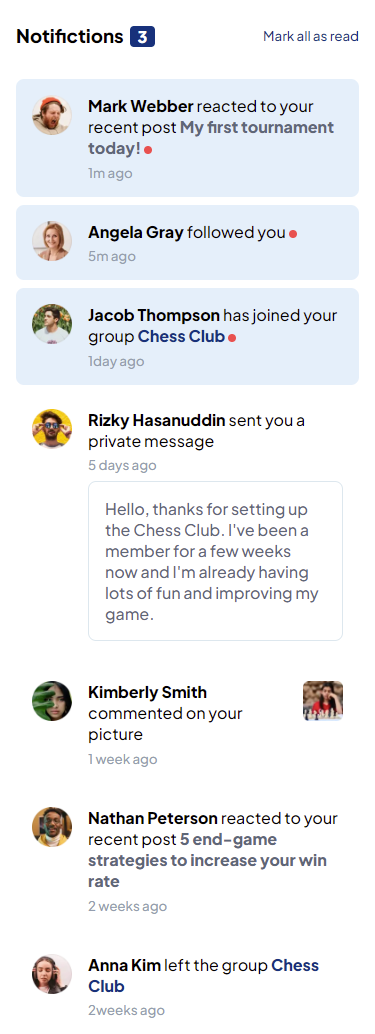 Notifictions 3
Mark all as read
Mark Webber reacted to your
recent post My first tournament
today!
1m ago
Angela Gray followed you
5m ago
Jacob Thompson has joined your
group Chess Club
1day ago
Rizky Hasanuddin sent you a
private message
5 days ago
Hello, thanks for setting up
the Chess Club. I've been a
member for a few weeks
now and I'm already having
lots of fun and improving my
game.
Kimberly Smith
commented on your
picture
1 week ago
Nathan Peterson reacted to your
recent post 5 end-game
strategies to increase your win
rate
2 weeks ago
Anna Kim left the group Chess
Club
2weeks ago